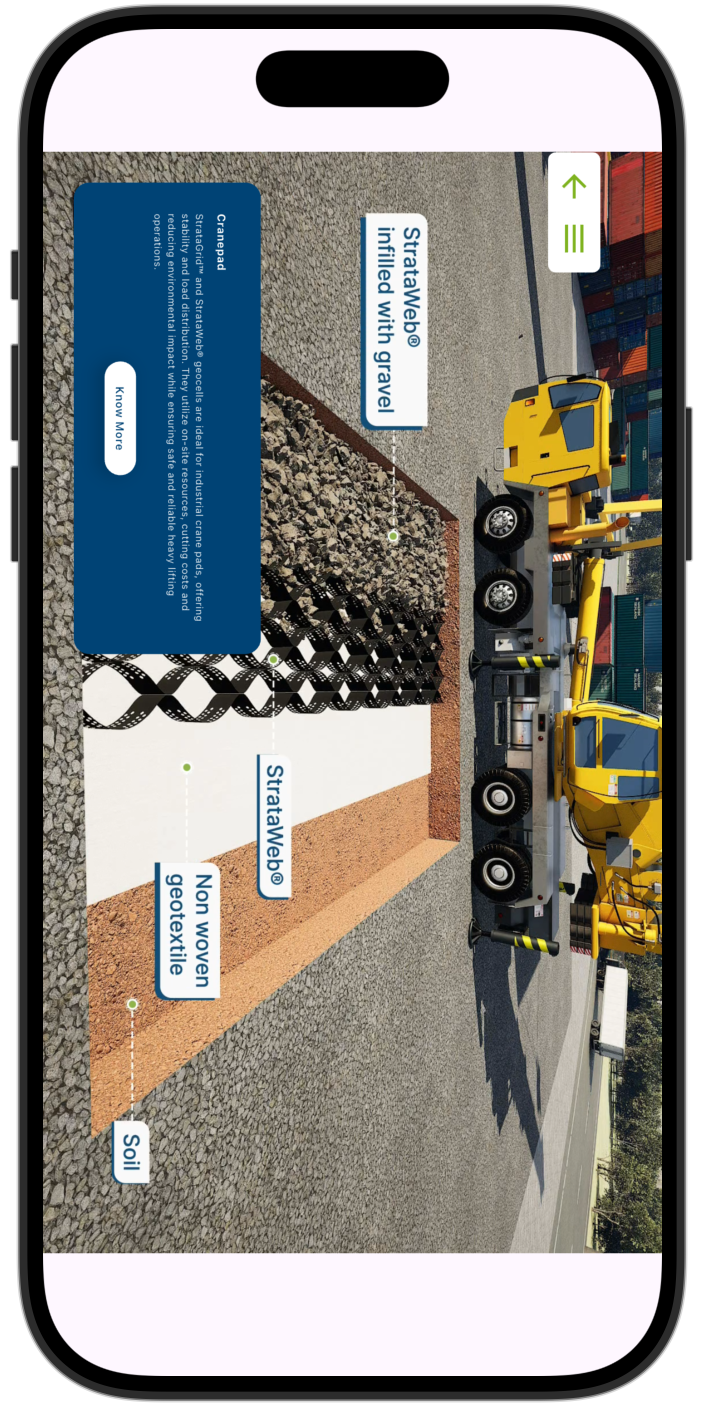 StrataWeb®
infilled with gravel
Cranepad
StrataGrid™ and StrataWeb® geocells are ideal for industrial crane pads, offering
stability and load distribution. They utilize on-site resources, cutting costs and
reducing environmental impact while ensuring safe and reliable heavy lifting
operations.
Know More
StrataWeb®
Non woven
geotextile
Soil